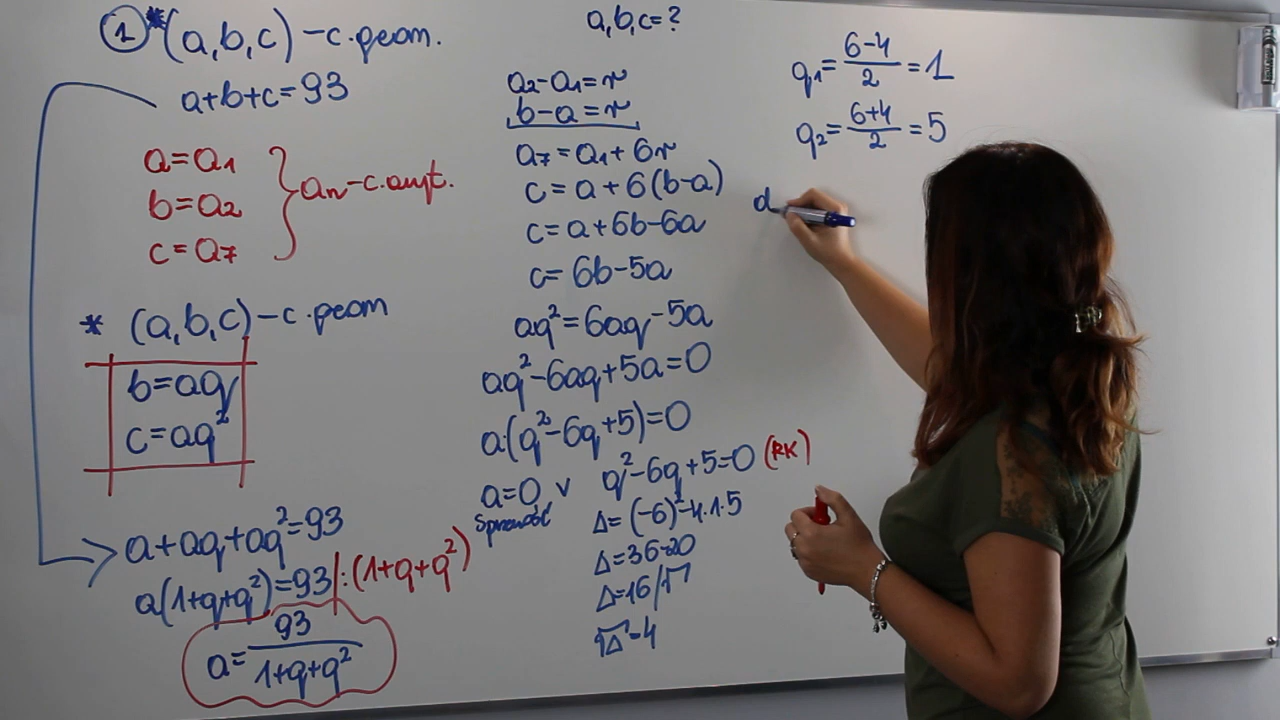 ① *(a,b,c) - c.geom.
a+b+c=93
a=a₁
b=a₂
c=a₇
} aₙ-c.aryt.
* (a,b,c) - c.geom
b=aq
c=aq²
a+aq+aq²=93
a(1+q+q²)=93 |:(1+q+q²)
a=93/(1+q+q²)
a,b,c=?
a₂-a₁=r
b-a=r
a₇=a₁+6r
c=a+6(b-a)
c=a+6b-6a
c=6b-5a
aq²=6aq-5a
aq²-6aq+5a=0
a(q²-6q+5)=0
a=0 v q²-6q+5=0 (RK)
Δ=(-6)²-4·1·5
Δ=36-20
Δ=16/√
√Δ=4
q₁=(6-4)/2=1
q₂=(6+4)/2=5
d